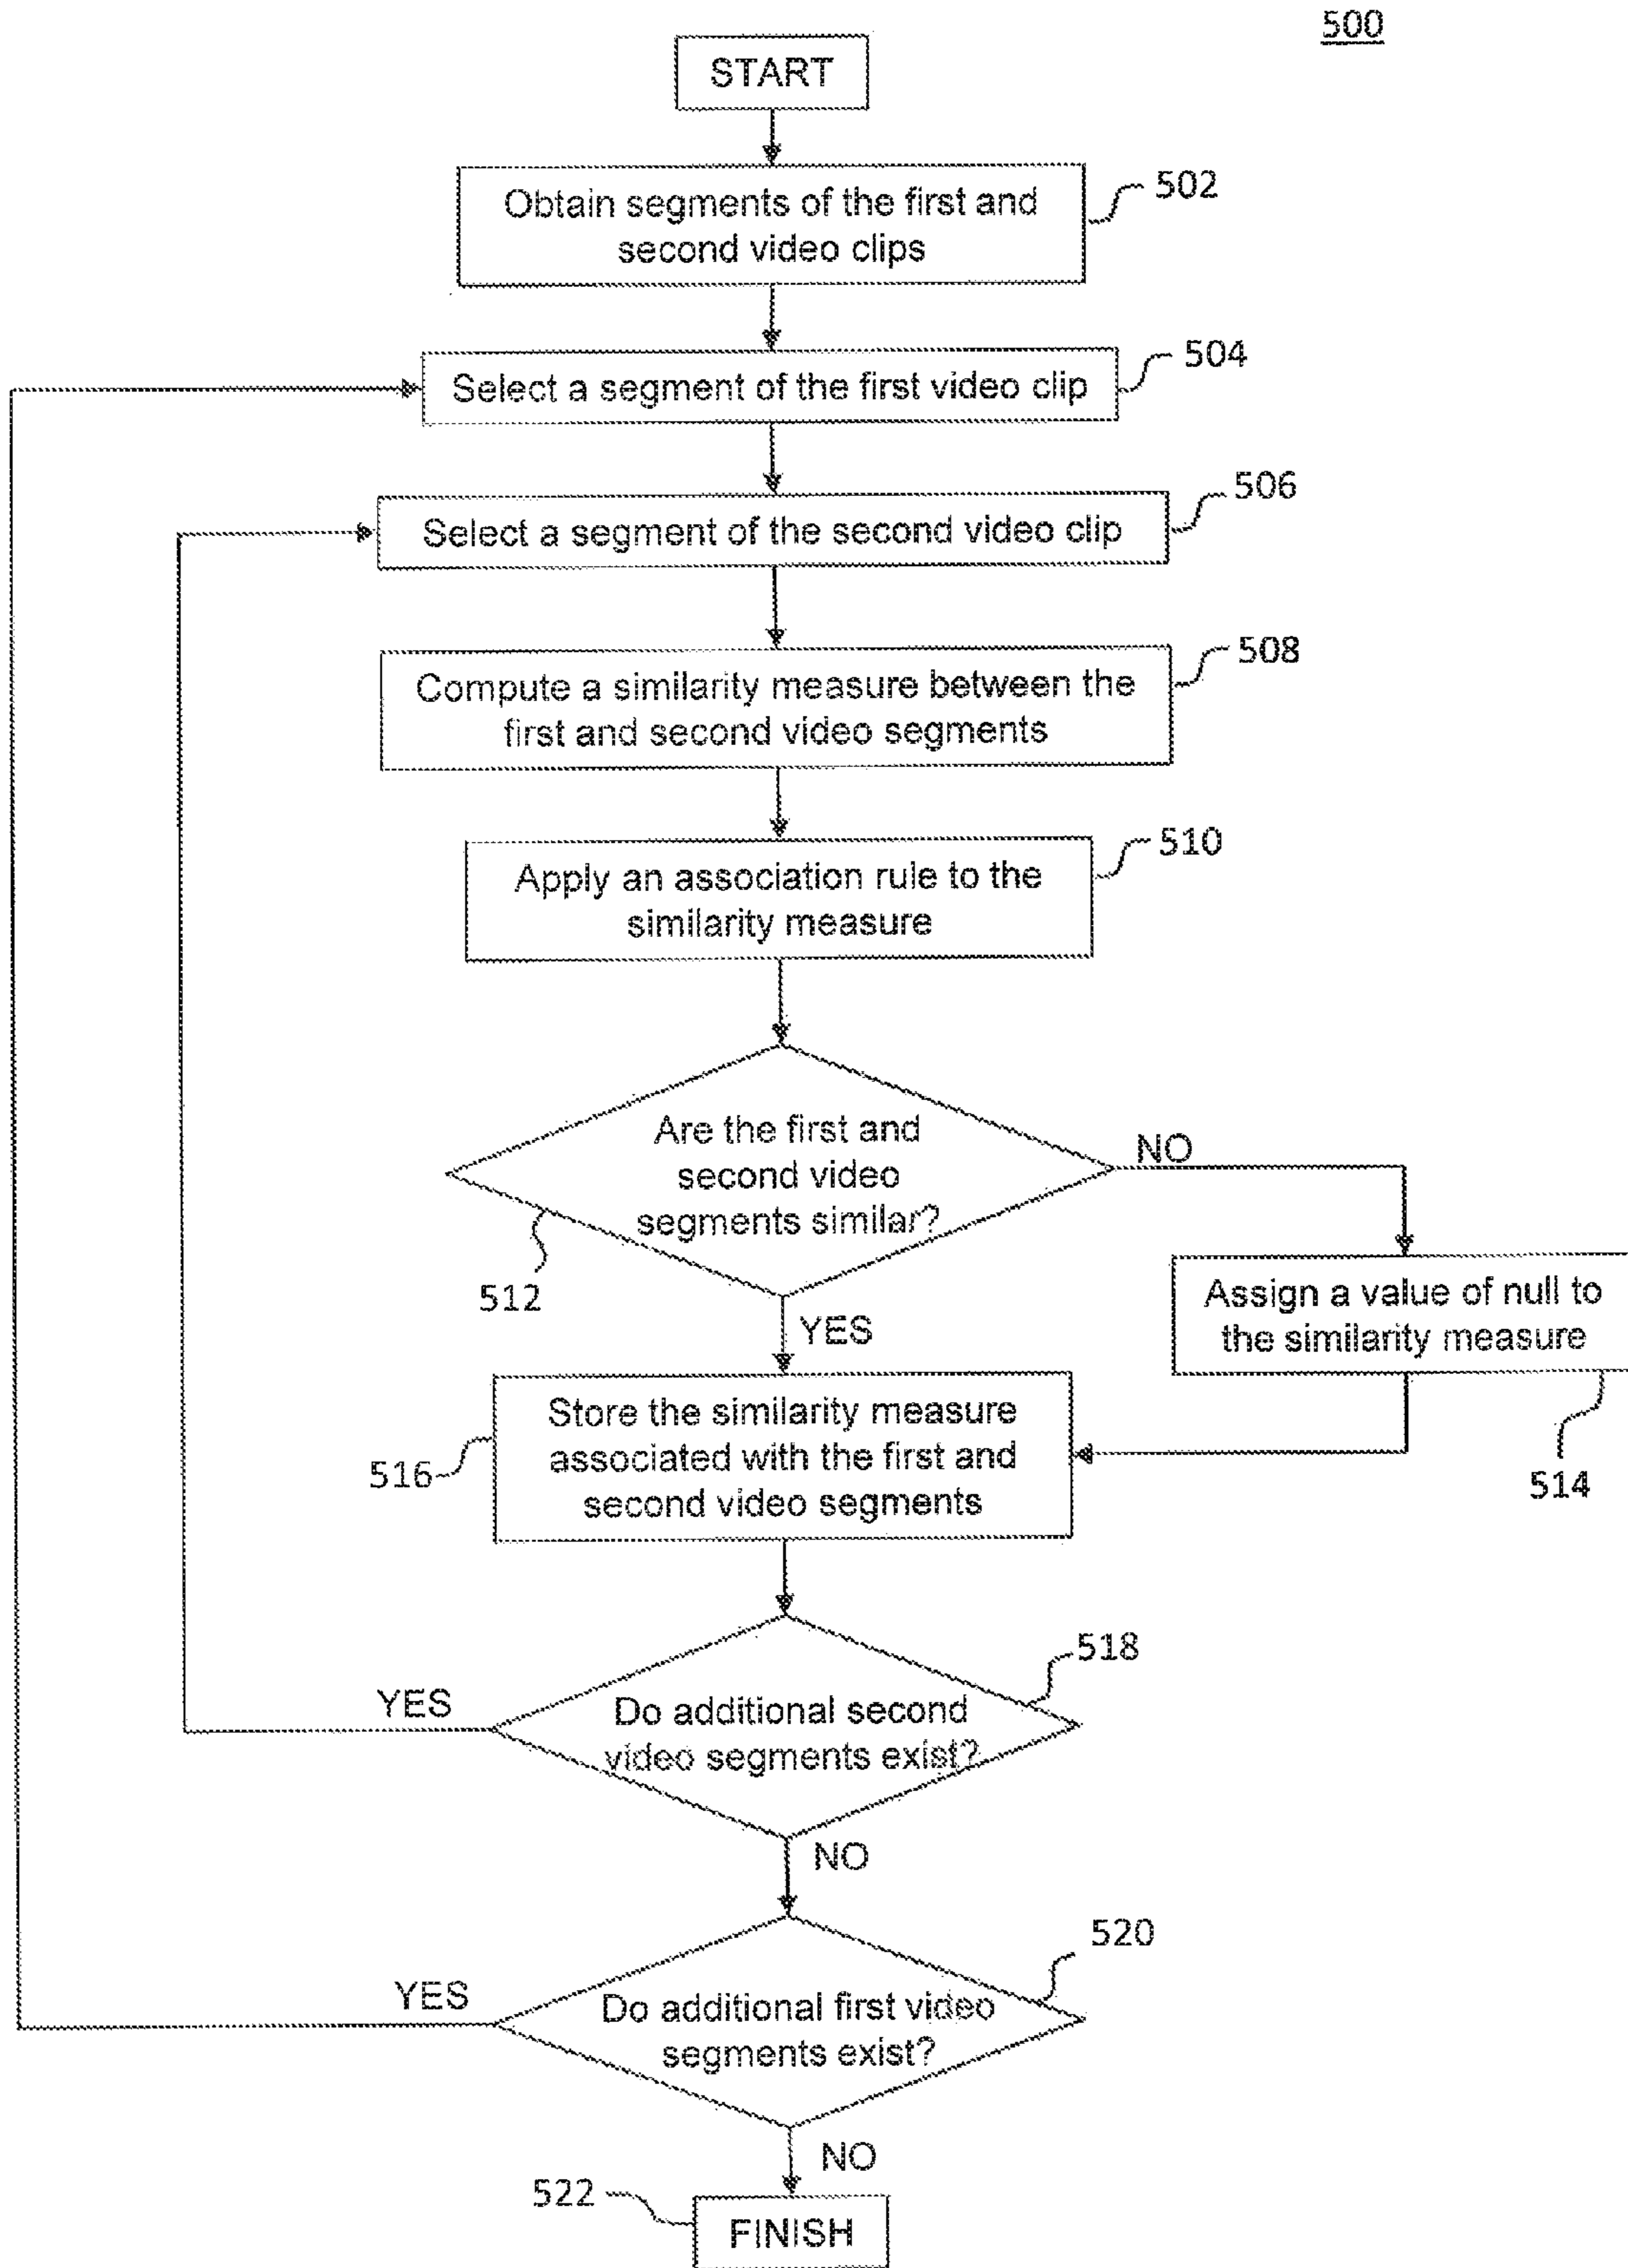 500
START
Obtain segments of the first and
second video clips
502
Select a segment of the first video clip
504
Select a segment of the second video clip
506
Compute a similarity measure between the
first and second video segments
508
Apply an association rule to the
similarity measure
510
Are the first and
second video
segments similar?
512
NO
YES
Assign a value of null to
the similarity measure
514
Store the similarity measure
associated with the first and
second video segments
516
Do additional second
video segments exist?
518
YES
NO
Do additional first video
segments exist?
520
YES
NO
522
FINISH